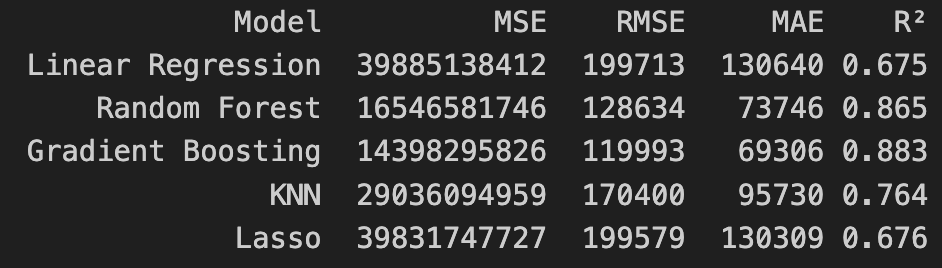 Model MSE RMSE MAE R²
Linear Regression 39885138412 199713 130640 0.675
Random Forest 16546581746 128634 73746 0.865
Gradient Boosting 14398295826 119993 69306 0.883
KNN 29036094959 170400 95730 0.764
Lasso 39831747727 199579 130309 0.676